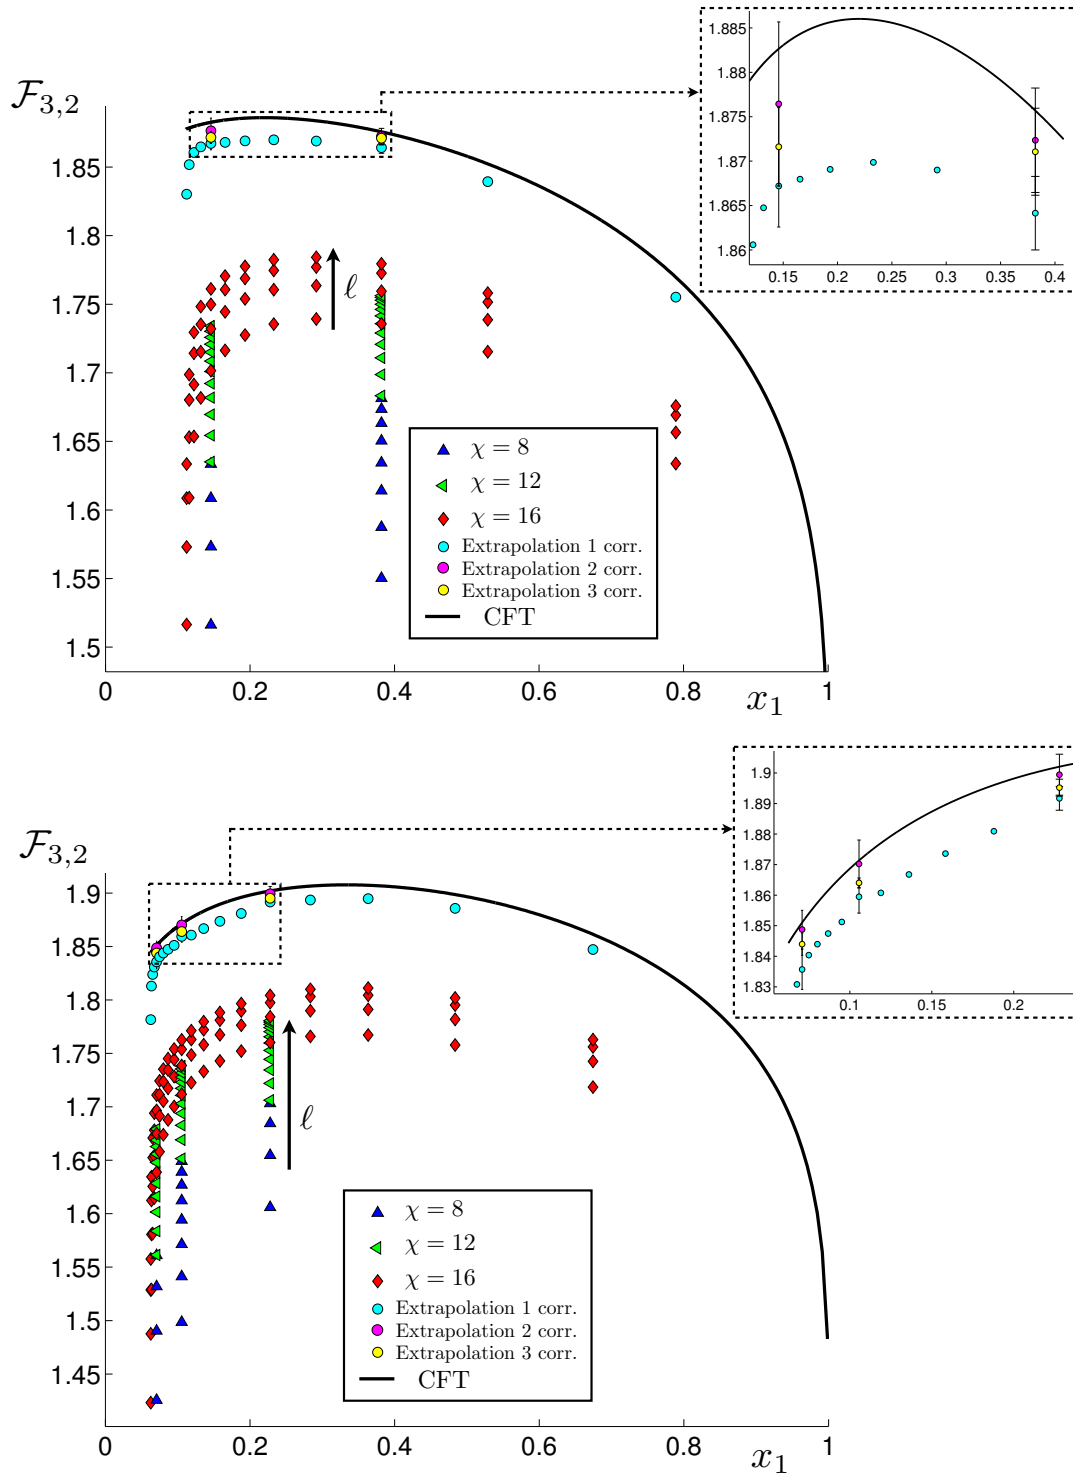 1.885
1.88
1.875
1.87
1.865
1.86
0.15 0.2 0.25 0.3 0.35 0.4
F3,2
1.85
1.8
1.75
1.7
1.65
1.6
1.55
1.5
ℓ
χ = 8
χ = 12
χ = 16
Extrapolation 1 corr.
Extrapolation 2 corr.
Extrapolation 3 corr.
CFT
0 0.2 0.4 0.6 0.8 1
x1
1.9
1.89
1.88
1.87
1.86
1.85
1.84
1.83
0.1 0.15 0.2
F3,2
1.9
1.85
1.8
1.75
1.7
1.65
1.6
1.55
1.5
1.45
ℓ
χ = 8
χ = 12
χ = 16
Extrapolation 1 corr.
Extrapolation 2 corr.
Extrapolation 3 corr.
CFT
0 0.2 0.4 0.6 0.8 1
x1